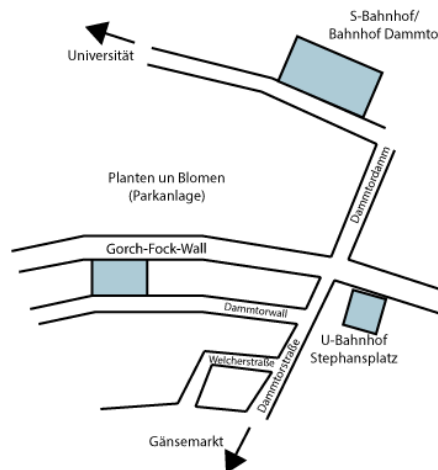 S-Bahnhof/
Bahnhof Dammto
Universität
Planten un Blomen
(Parkanlage)
Dammtordamm
Gorch-Fock-Wall
Dammtorwall
U-Bahnhof
Stephansplatz
Welcherstraße
Dammtorstraße
Gänsemarkt